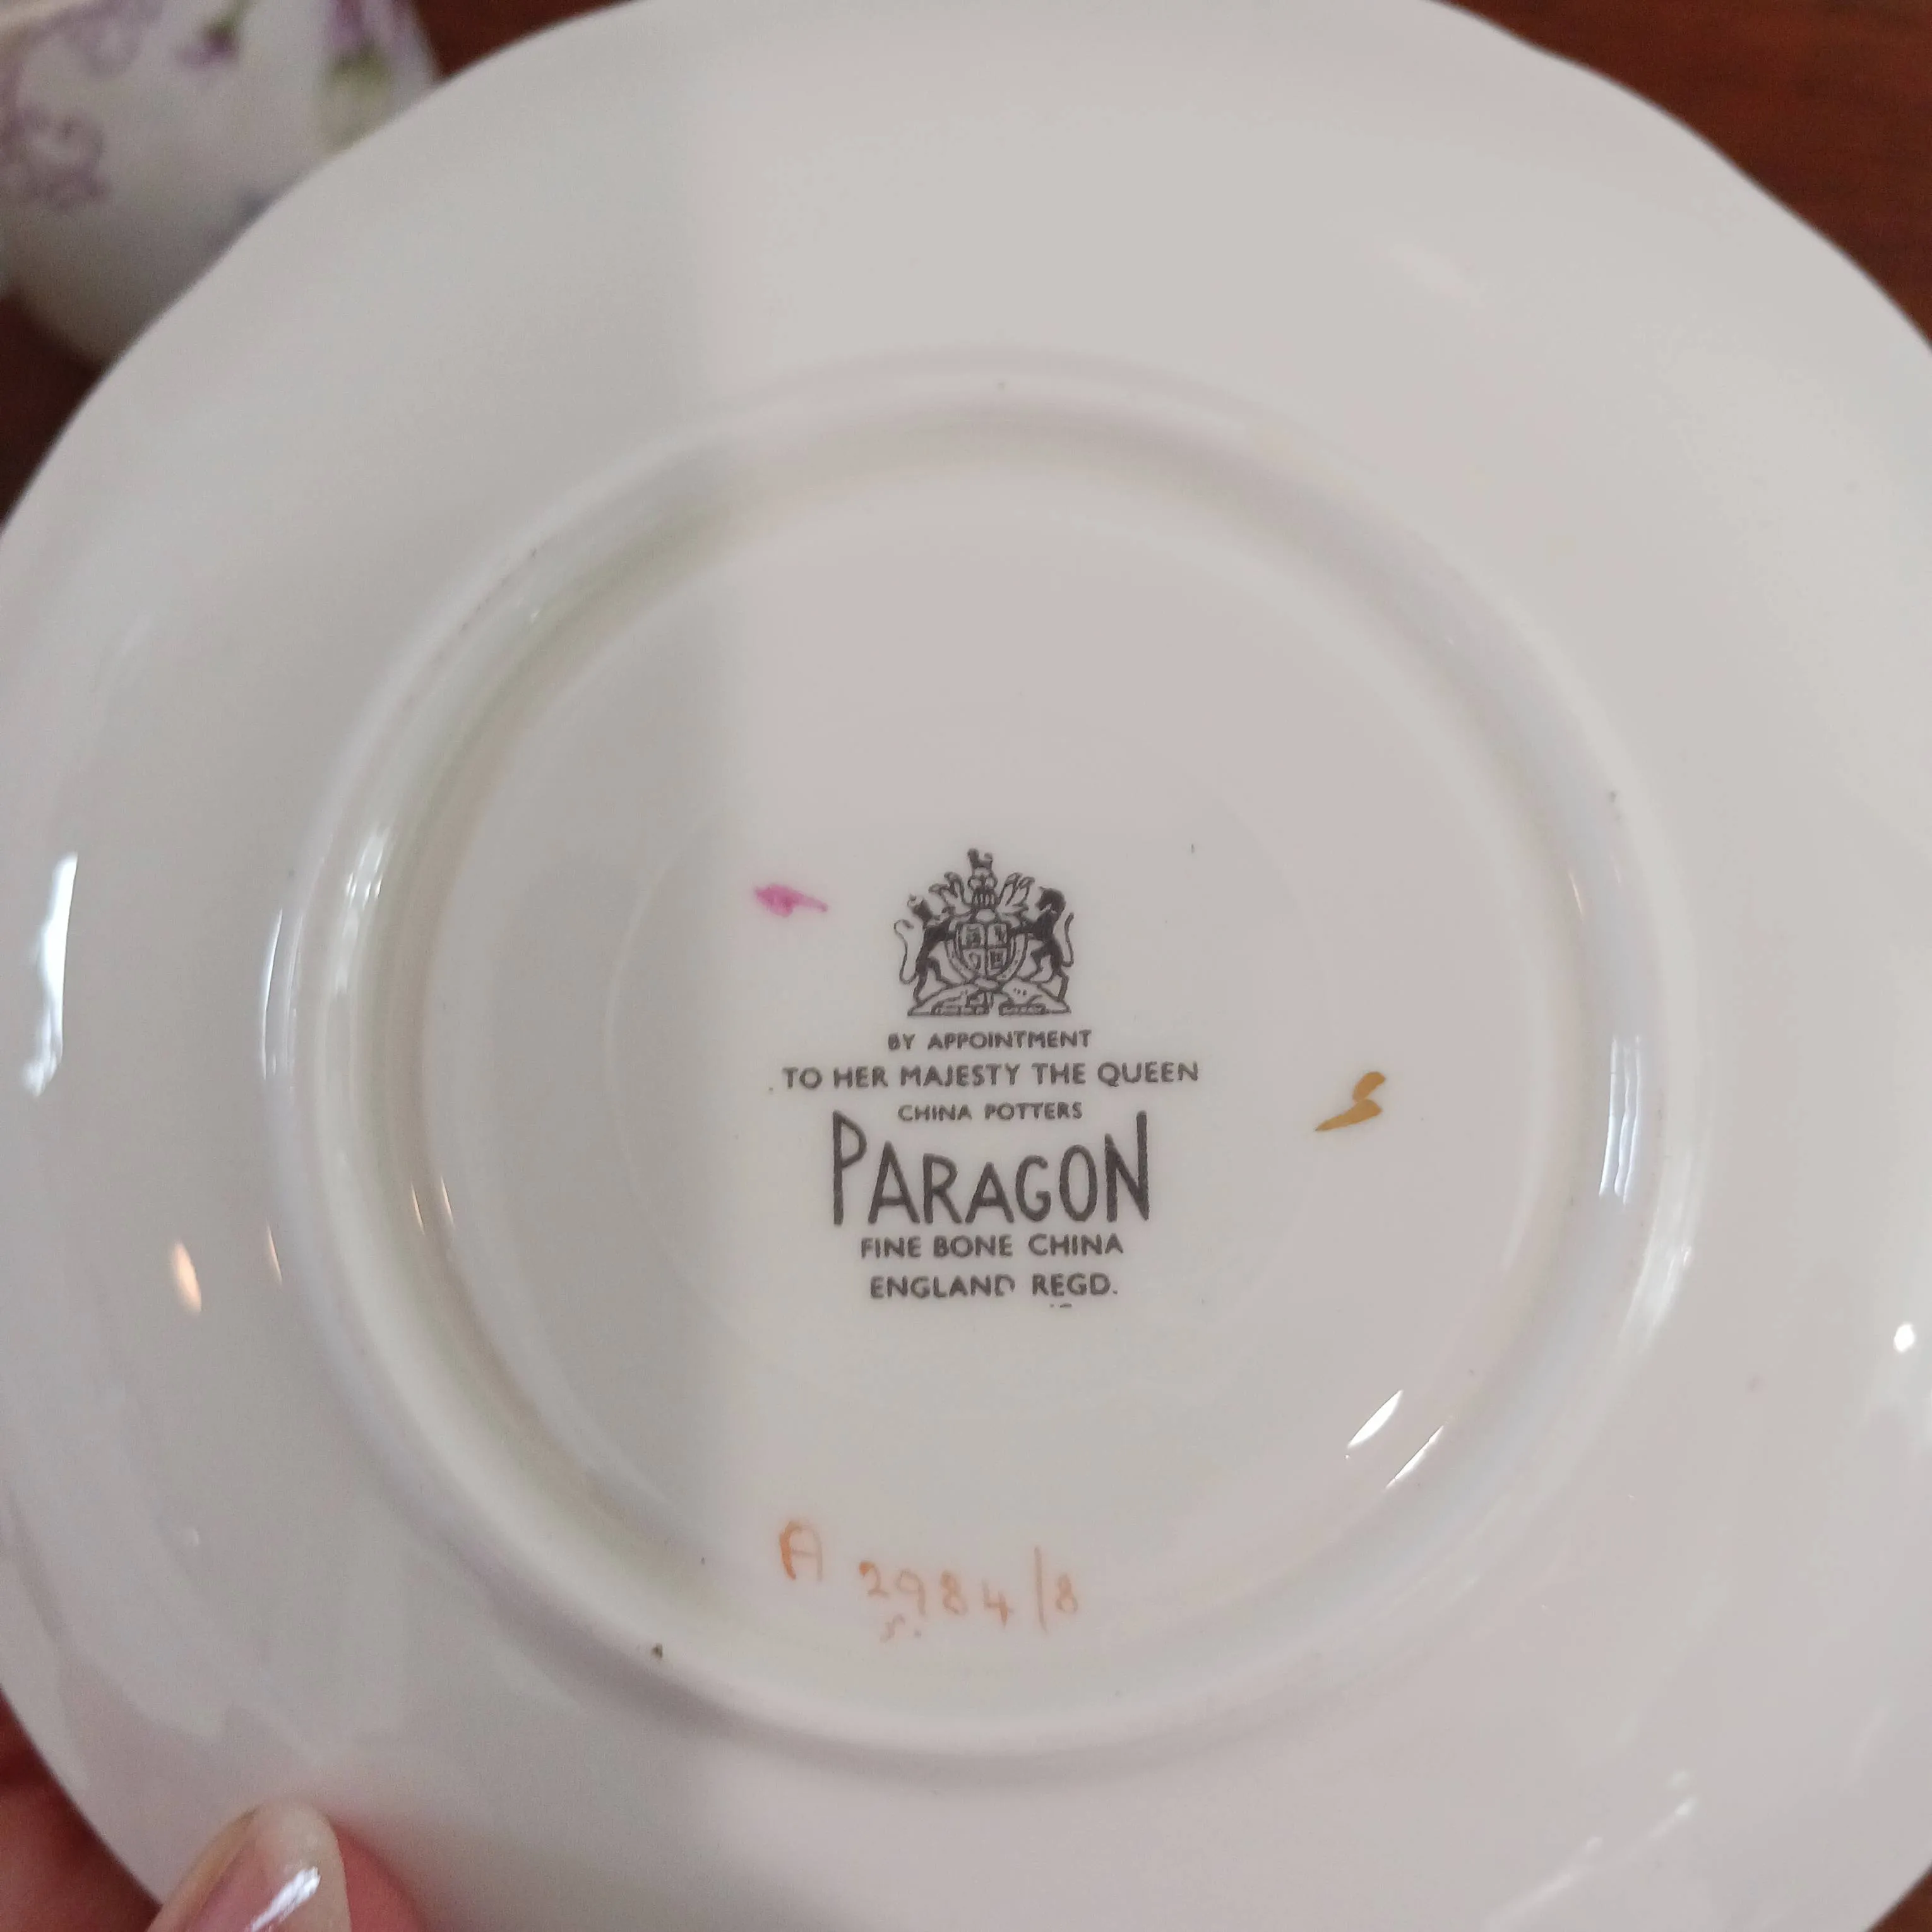 BY APPOINTMENT
TO HER MAJESTY THE QUEEN
CHINA POTTERS
PARAGON
FINE BONE CHINA
ENGLAND REGD.
A 2984/8